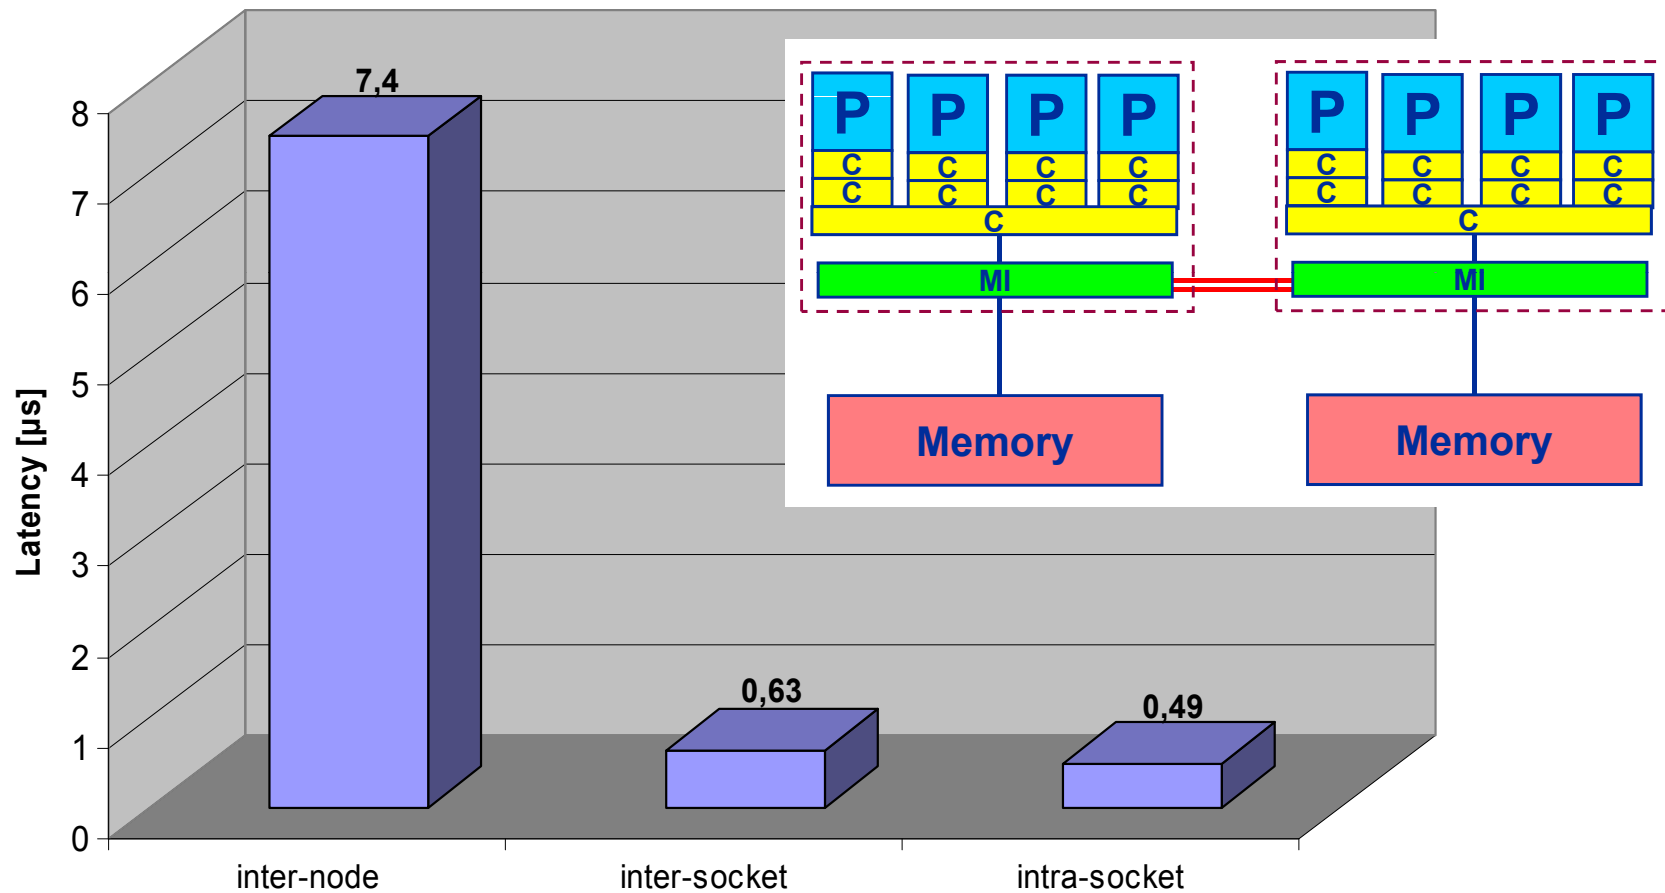 7,4
0,63
0,49
8
7
6
5
4
3
2
1
0
Latency [µs]
inter-node inter-socket intra-socket
P P P P P P P P
C C C C C C C C
C C C C C C C C
C C
MI MI
Memory Memory